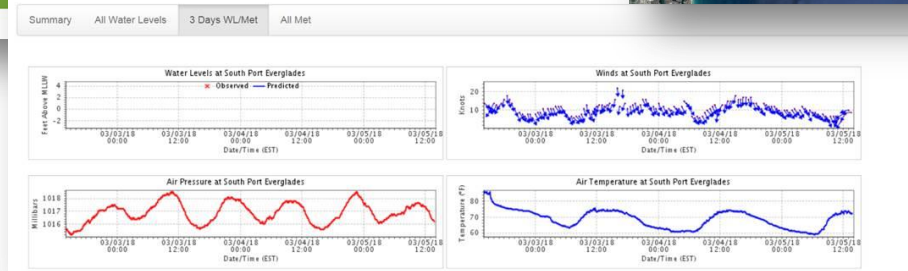 Summary All Water Levels 3 Days WL/Met All Met
Water Levels at South Port Everglades
Observed Predicted
Feet Above MLLW
4
2
0
-2
03/03/18 00:00 03/03/18 12:00 03/04/18 00:00 03/04/18 12:00 03/05/18 00:00 03/05/18 12:00
Date/Time (EST)
Winds at South Port Everglades
Knots
20
10
03/03/18 00:00 03/03/18 12:00 03/04/18 00:00 03/04/18 12:00 03/05/18 00:00 03/05/18 12:00
Date/Time (EST)
Air Pressure at South Port Everglades
Millibars
1018
1017
1016
03/03/18 00:00 03/03/18 12:00 03/04/18 00:00 03/04/18 12:00 03/05/18 00:00 03/05/18 12:00
Date/Time (EST)
Air Temperature at South Port Everglades
Temperature (°F)
80
70
60
03/03/18 00:00 03/03/18 12:00 03/04/18 00:00 03/04/18 12:00 03/05/18 00:00 03/05/18 12:00
Date/Time (EST)